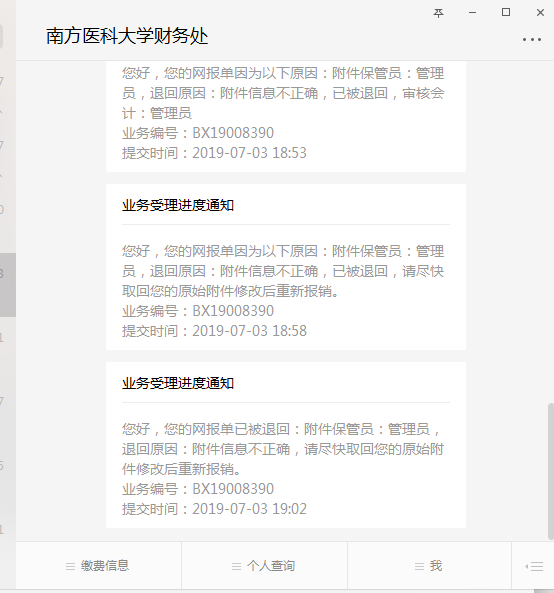 南方医科大学财务处
您好，您的网报单因为以下原因：附件保管员：管理
员，退回原因：附件信息不正确，已被退回，审核会
计：管理员
业务编号：BX19008390
提交时间：2019-07-03 18:53
业务受理进度通知
您好，您的网报单因为以下原因：附件保管员：管理
员，退回原因：附件信息不正确，已被退回，请尽快
取回您的原始附件修改后重新报销。
业务编号：BX19008390
提交时间：2019-07-03 18:58
业务受理进度通知
您好，您的网报单已被退回：附件保管员：管理员，
退回原因：附件信息不正确，请尽快取回您的原始附
件修改后重新报销。
业务编号：BX19008390
提交时间：2019-07-03 19:02
缴费信息
个人查询
我